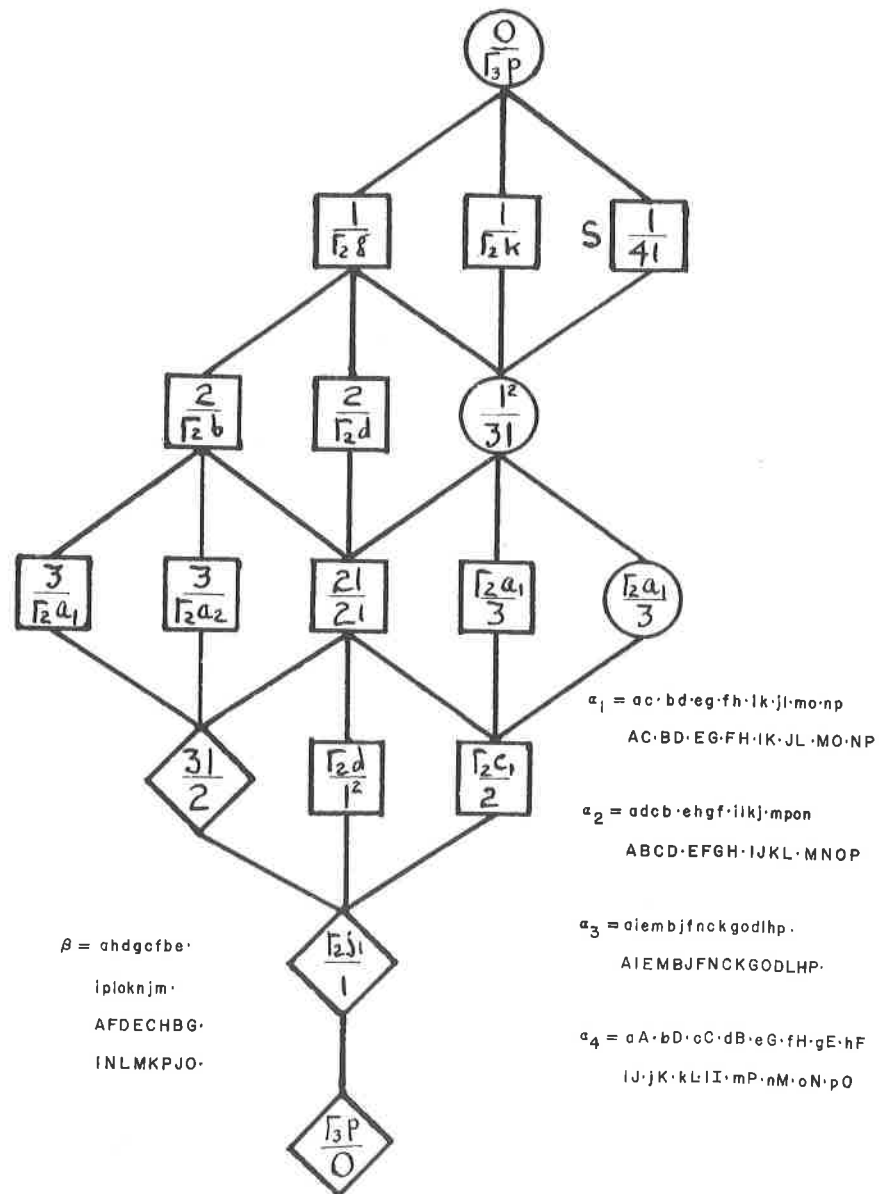 0
Γ₃p
1
Γ₂g
1
Γ₂k
S
1
41
2
Γ₂b
2
Γ₂d
1²
31
3
Γ₂a₁
3
Γ₂a₂
21
21
Γ₂a₁
3
Γ₂a₁
3
31
2
Γ₂d
1²
Γ₂c₁
2
Γ₂j₁
1
Γ₃p
0
α₁ = ac·bd·eg·fh·ik·jl·mo·np
AC·BD·EG·FH·IK·JL·MO·NP
α₂ = adcb·ehgf·ilkj·mpon
ABCD·EFGH·IJKL·MNOP
α₃ = aiembjfnckgodlhp·
AIEMBJFNCKGODLHP·
α₄ = aA·bD·cC·dB·eG·fH·gE·hF
iJ·jK·kL·lI·mP·nM·oN·pO
β = ahdgcfbe·
iploknjm·
AFDECHBG·
INLMKPJO·